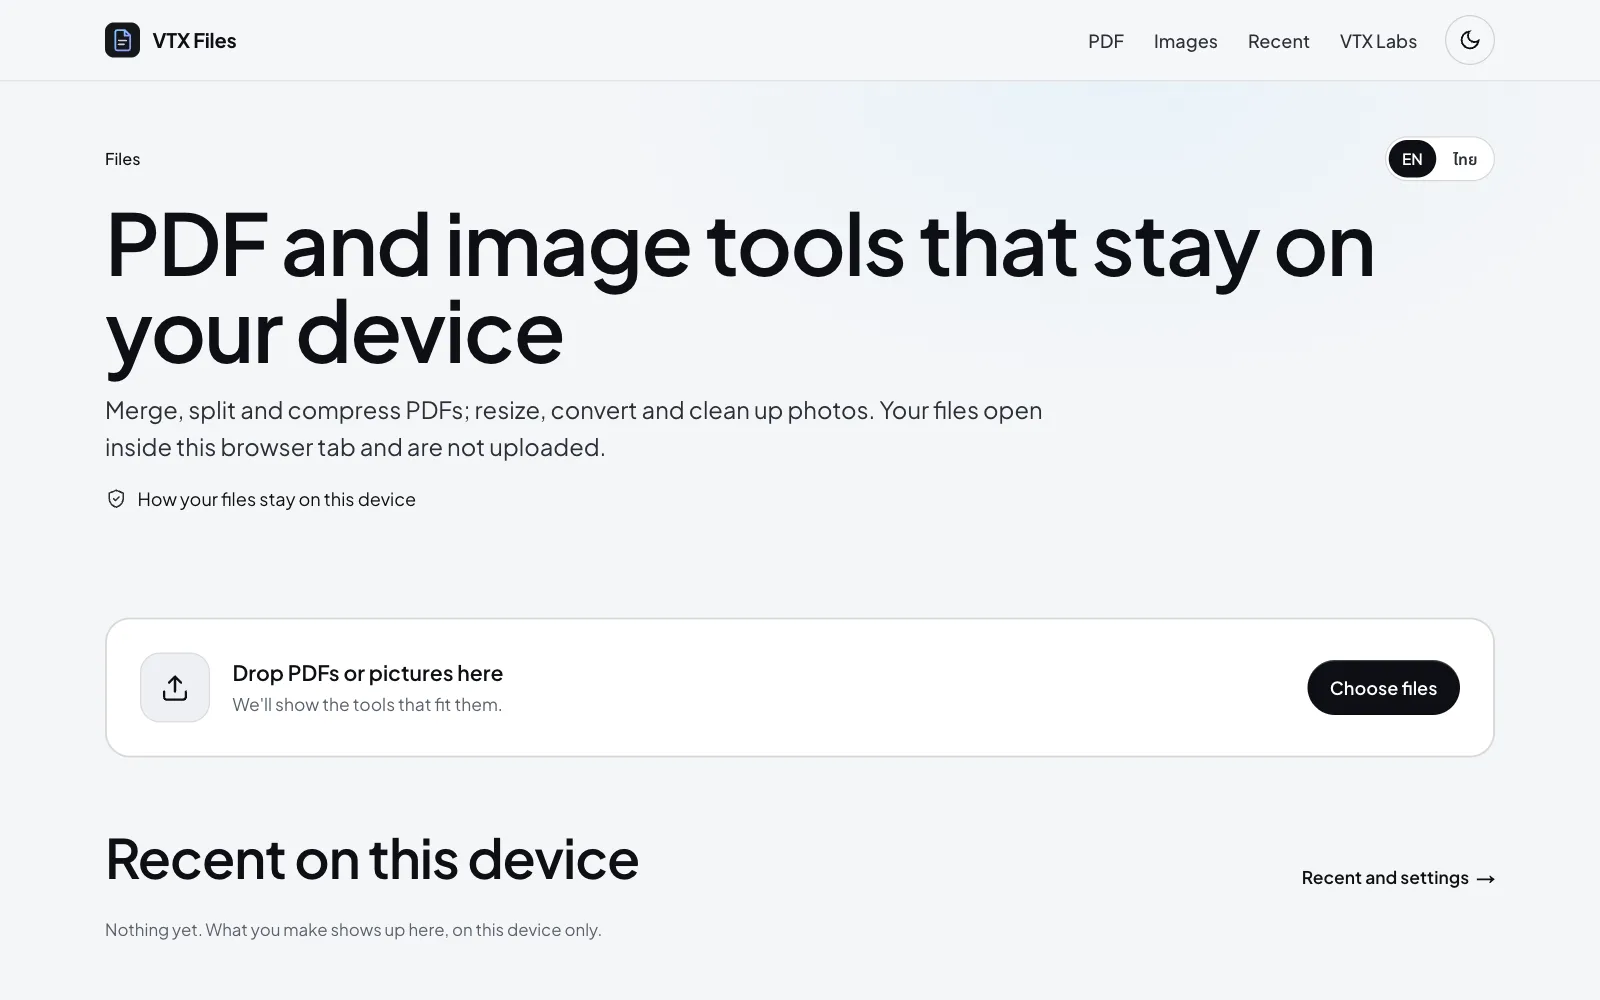 VTX Files
PDF
Images
Recent
VTX Labs
Files
EN
ไทย
PDF and image tools that stay on
your device
Merge, split and compress PDFs; resize, convert and clean up photos. Your files open
inside this browser tab and are not uploaded.
How your files stay on this device
Drop PDFs or pictures here
We'll show the tools that fit them.
Choose files
Recent on this device
Recent and settings →
Nothing yet. What you make shows up here, on this device only.